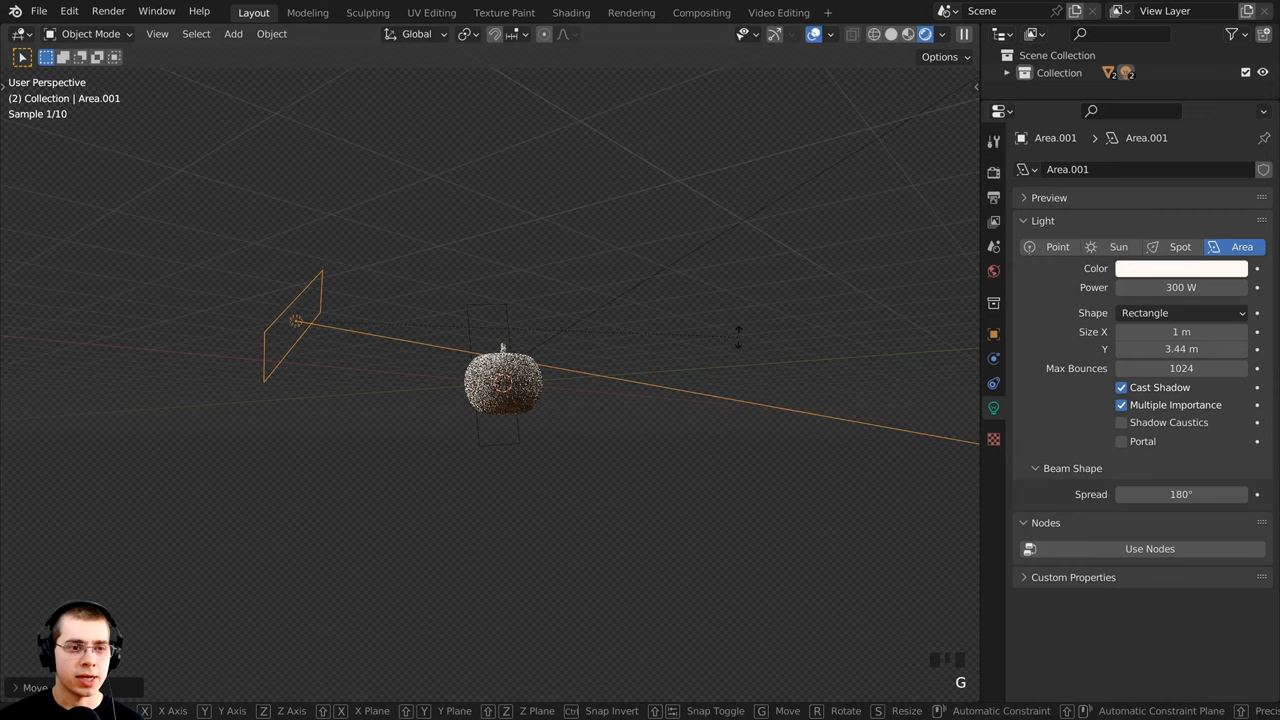 File Edit Render Window Help Layout Modeling Sculpting UV Editing Texture Paint Shading Rendering Compositing Video Editing + Scene View Layer
Object Mode View Select Add Object Global
Options
User Perspective
(2) Collection | Area.001
Sample 1/10
Scene Collection
Collection 2 2
Area.001 > Area.001
Area.001
Preview
Light
Point Sun Spot Area
Color
Power 300 W
Shape Rectangle
Size X 1 m
Y 3.44 m
Max Bounces 1024
Cast Shadow
Multiple Importance
Shadow Caustics
Portal
Beam Shape
Spread 180°
Nodes
Use Nodes
Custom Properties
G
Move
X X Axis Y Y Axis Z Z Axis X X Plane Y Y Plane Z Z Plane Ctrl Snap Invert Snap Toggle G Move R Rotate S Resize Automatic Constraint Automatic Constraint Plane Preci